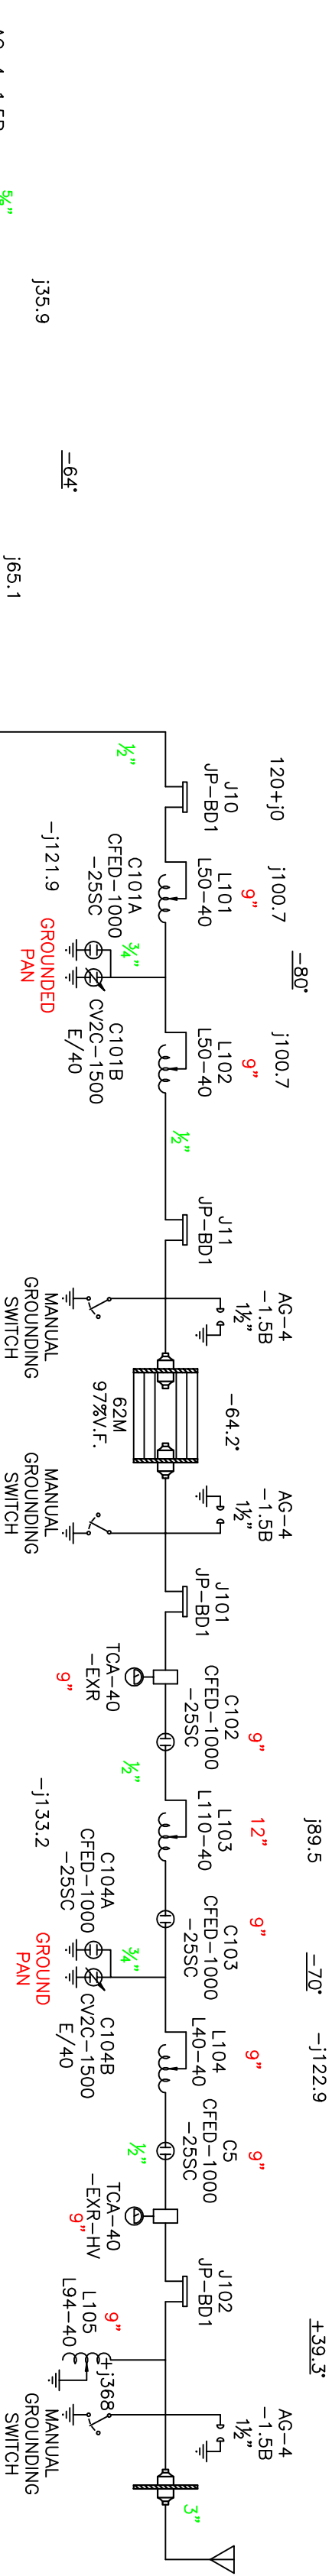 ⅝"
j35.9
-64°
j65.1
½"
120+j0
J10
JP-BD1
j100.7
9"
L101
L50-40
-80°
-j121.9
C101A
CFED-1000
-25SC
¾"
C101B
CV2C-1500
E/40
GROUNDED
PAN
j100.7
9"
L102
L50-40
½"
J11
JP-BD1
AG-4
-1.5B
1½"
MANUAL
GROUNDING
SWITCH
-64.2°
62M
97%V.F.
AG-4
-1.5B
1½"
MANUAL
GROUNDING
SWITCH
J101
JP-BD1
TCA-40
-EXR
9"
9"
C102
CFED-1000
-25SC
½"
j89.5
12"
L103
L110-40
-j133.2
9"
C103
CFED-1000
-25SC
-70°
C104A
CFED-1000
-25SC
¾"
C104B
CV2C-1500
E/40
GROUND
PAN
-j122.9
9"
L104
L40-40
9"
C5
CFED-1000
-25SC
½"
TCA-40
-EXR-HV
9"
J102
JP-BD1
+39.3°
9"
L105
L94-40
+j368
AG-4
-1.5B
1½"
MANUAL
GROUNDING
SWITCH
3"